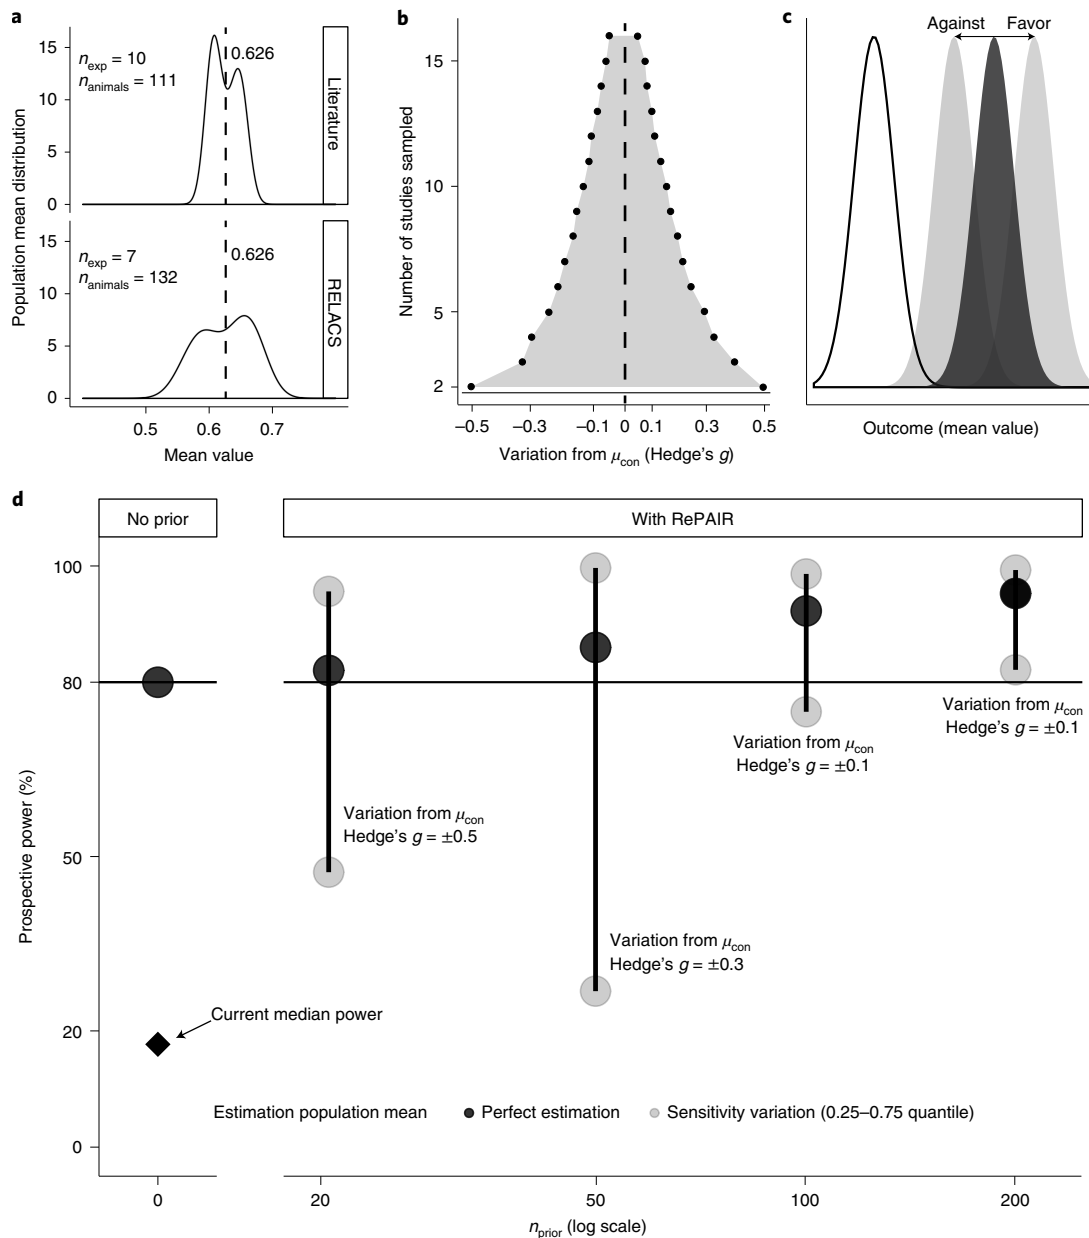 a
15
10
5
0
n_exp = 10
n_animals = 111
0.626
Literature
15
10
5
0
n_exp = 7
n_animals = 132
0.626
RELACS
Population mean distribution
0.5 0.6 0.7
Mean value
b
15
10
5
2
Number of studies sampled
–0.5 –0.3 –0.1 0 0.1 0.3 0.5
Variation from μ_con (Hedge's g)
c
Against Favor
Outcome (mean value)
d
No prior
With RePAIR
100
80
50
20
0
Prospective power (%)
Variation from μ_con
Hedge's g = ±0.5
Variation from μ_con
Hedge's g = ±0.3
Variation from μ_con
Hedge's g = ±0.1
Variation from μ_con
Hedge's g = ±0.1
Current median power
Estimation population mean Perfect estimation Sensitivity variation (0.25–0.75 quantile)
0 20 50 100 200
n_prior (log scale)